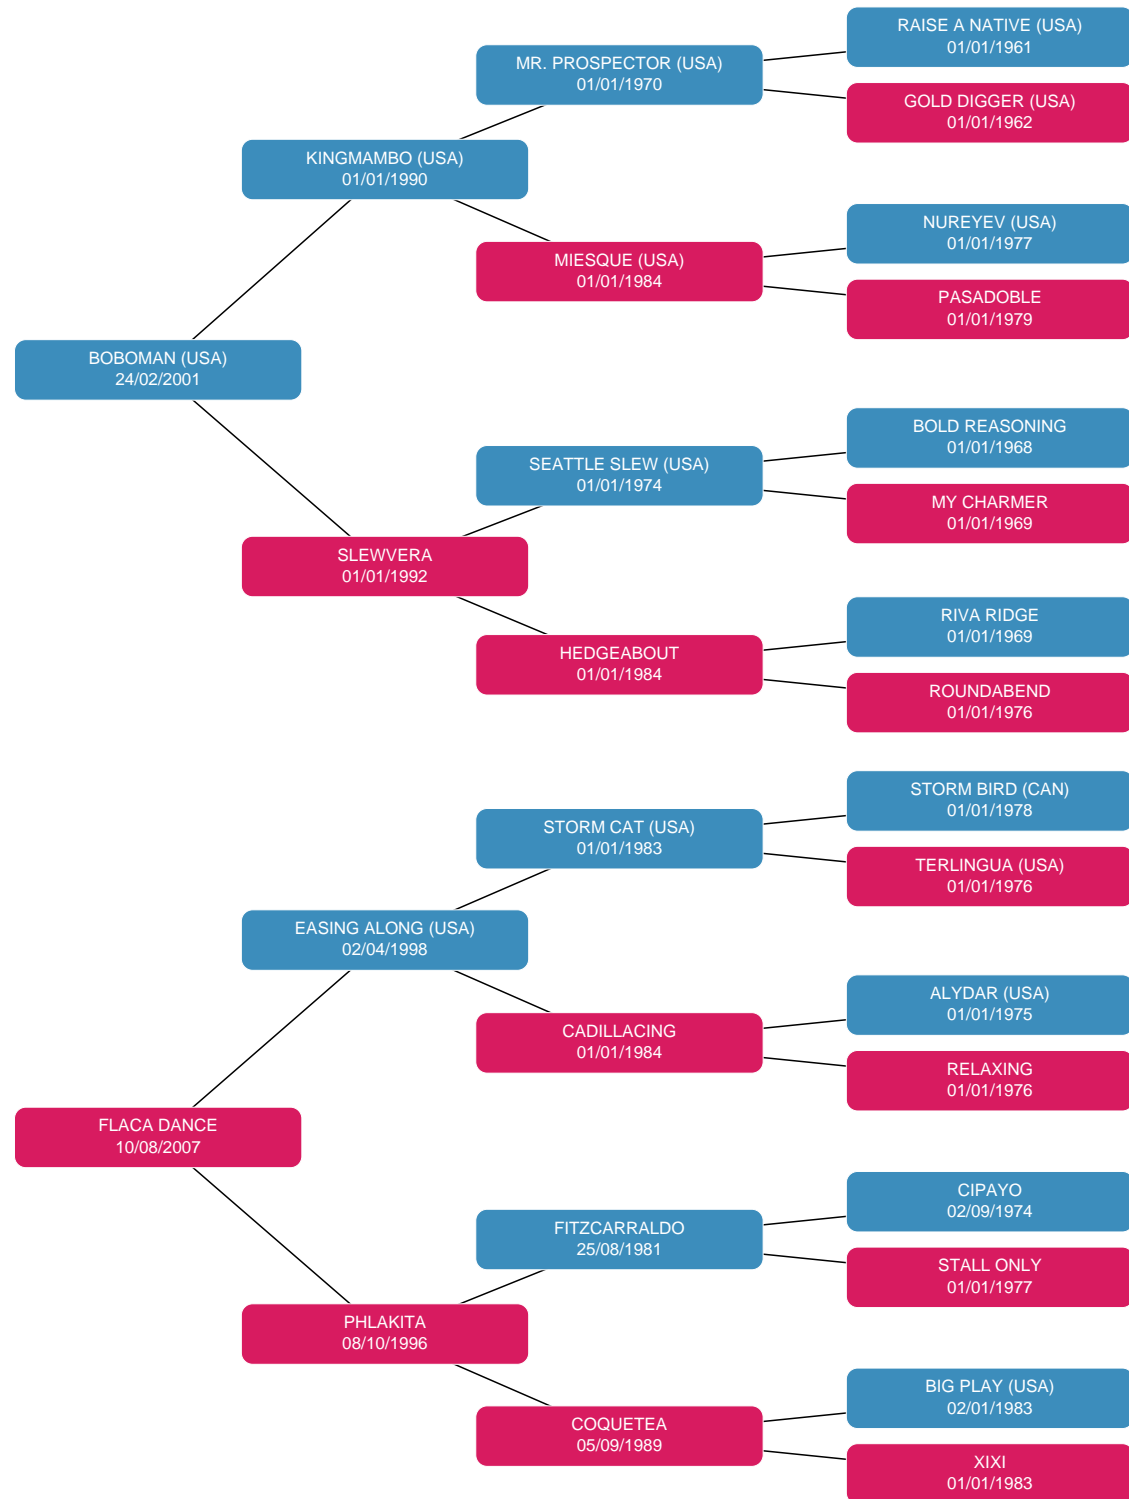 RAISE A NATIVE (USA)
01/01/1961
MR. PROSPECTOR (USA)
01/01/1970
GOLD DIGGER (USA)
01/01/1962
KINGMAMBO (USA)
01/01/1990
NUREYEV (USA)
01/01/1977
MIESQUE (USA)
01/01/1984
PASADOBLE
01/01/1979
BOBOMAN (USA)
24/02/2001
BOLD REASONING
01/01/1968
SEATTLE SLEW (USA)
01/01/1974
MY CHARMER
01/01/1969
SLEWVERA
01/01/1992
RIVA RIDGE
01/01/1969
HEDGEABOUT
01/01/1984
ROUNDABEND
01/01/1976
STORM BIRD (CAN)
01/01/1978
STORM CAT (USA)
01/01/1983
TERLINGUA (USA)
01/01/1976
EASING ALONG (USA)
02/04/1998
ALYDAR (USA)
01/01/1975
CADILLACING
01/01/1984
RELAXING
01/01/1976
FLACA DANCE
10/08/2007
CIPAYO
02/09/1974
FITZCARRALDO
25/08/1981
STALL ONLY
01/01/1977
PHLAKITA
08/10/1996
BIG PLAY (USA)
02/01/1983
COQUETEA
05/09/1989
XIXI
01/01/1983